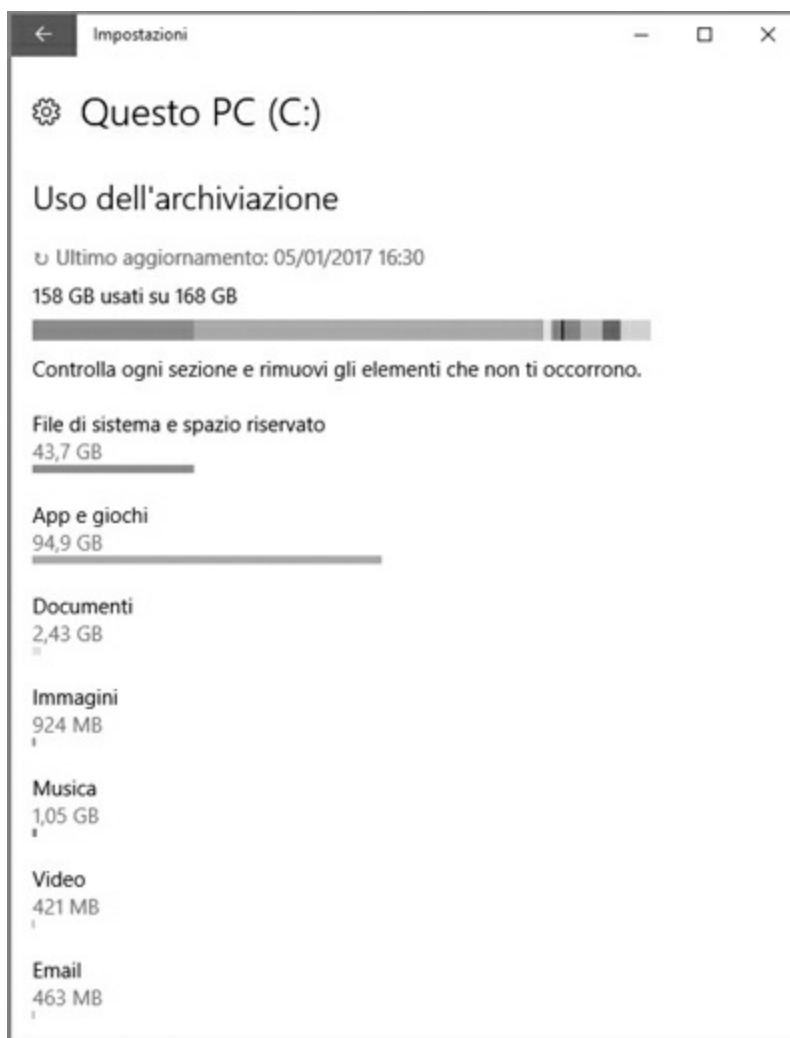 Impostazioni
Questo PC (C:)
Uso dell'archiviazione
Ultimo aggiornamento: 05/01/2017 16:30
158 GB usati su 168 GB
Controlla ogni sezione e rimuovi gli elementi che non ti occorrono.
File di sistema e spazio riservato
43,7 GB
App e giochi
94,9 GB
Documenti
2,43 GB
Immagini
924 MB
Musica
1,05 GB
Video
421 MB
Email
463 MB